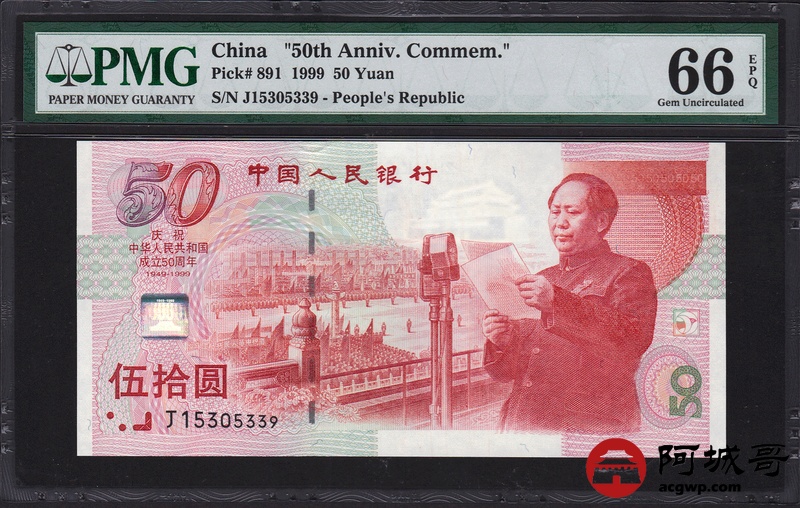 PMG
PAPER MONEY GUARANTY
China "50th Anniv. Commem."
Pick# 891 1999 50 Yuan
S/N J15305339 - People's Republic
66
EPQ
Gem Uncirculated
50
中国人民银行
庆祝
中华人民共和国
成立50周年
1949-1999
伍拾圆
J15305339
50
阿城哥
acgwp.com